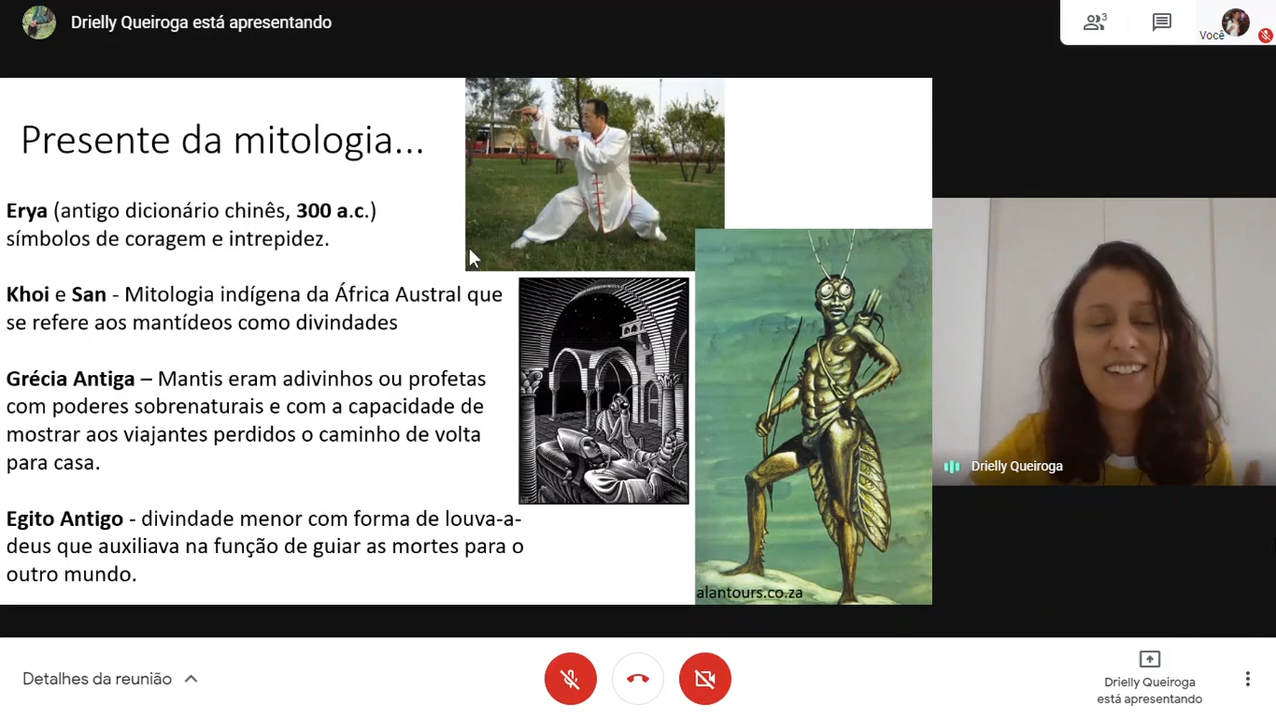 Drielly Queiroga está apresentando
3
Você
Presente da mitologia...
Erya (antigo dicionário chinês, 300 a.c.)
símbolos de coragem e intrepidez.
Khoi e San - Mitologia indígena da África Austral que
se refere aos mantídeos como divindades
Grécia Antiga – Mantis eram adivinhos ou profetas
com poderes sobrenaturais e com a capacidade de
mostrar aos viajantes perdidos o caminho de volta
para casa.
Egito Antigo - divindade menor com forma de louva-a-
deus que auxiliava na função de guiar as mortes para o
outro mundo.
alantours.co.za
Drielly Queiroga
Detalhes da reunião
Drielly Queiroga
está apresentando